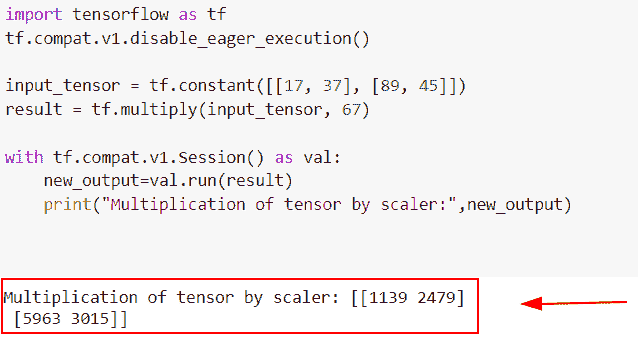 import tensorflow as tf
tf.compat.v1.disable_eager_execution()
input_tensor = tf.constant([[17, 37], [89, 45]])
result = tf.multiply(input_tensor, 67)
with tf.compat.v1.Session() as val:
    new_output=val.run(result)
    print("Multiplication of tensor by scaler:",new_output)
Multiplication of tensor by scaler: [[1139 2479]
 [5963 3015]]